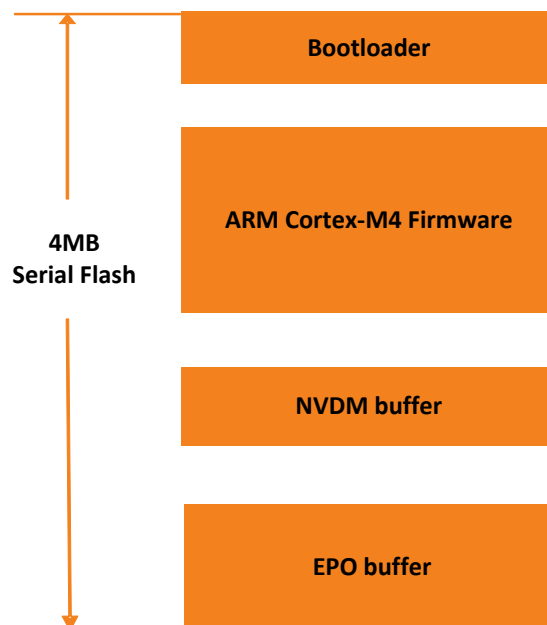 Bootloader
ARM Cortex-M4 Firmware
4MB
Serial Flash
NVDM buffer
EPO buffer